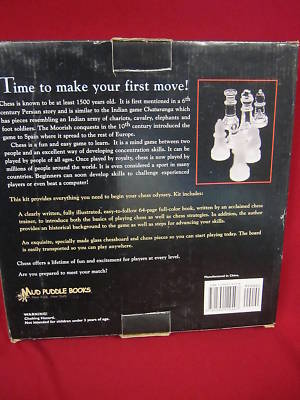 Time to make your first move!
Chess is known to be at least 1500 years old. It is first mentioned in a 6th
century Persian story and is similar to the Indian game Chaturanga which
has pieces resembling an Indian army of chariots, cavalry, elephants and
foot soldiers. The Moorish conquests in the 10th century introduced the
game to Spain where it spread to the rest of Europe.
Chess is a fun and easy game to learn. It is a mind game between two
people and an excellent way of developing concentration skills. It can be
played by people of all ages. Once played by royalty, chess is now played by
millions of people around the world. It is even considered a sport in many
countries. Beginners can soon develop skills to challenge experienced
players or even beat a computer!
This kit provides everything you need to begin your chess odyssey. Kit includes:
A clearly written, fully illustrated, easy-to-follow 64-page full-color book, written by an acclaimed chess
trainer, to introduce both the basics of playing chess as well as chess strategies. In addition, the author
provides an historical background to the game as well as steps for advancing your skills.
An exquisite, specially made glass chessboard and chess pieces so you can start playing today. The board
is easily transported so you can play anywhere.
Chess offers a lifetime of fun and excitement for players at every level.
Are you prepared to meet your match?
Manufactured in China.
MUD PUDDLE BOOKS
New York, New York
WARNING:
Choking Hazard.
Not intended for children under 3 years of age.